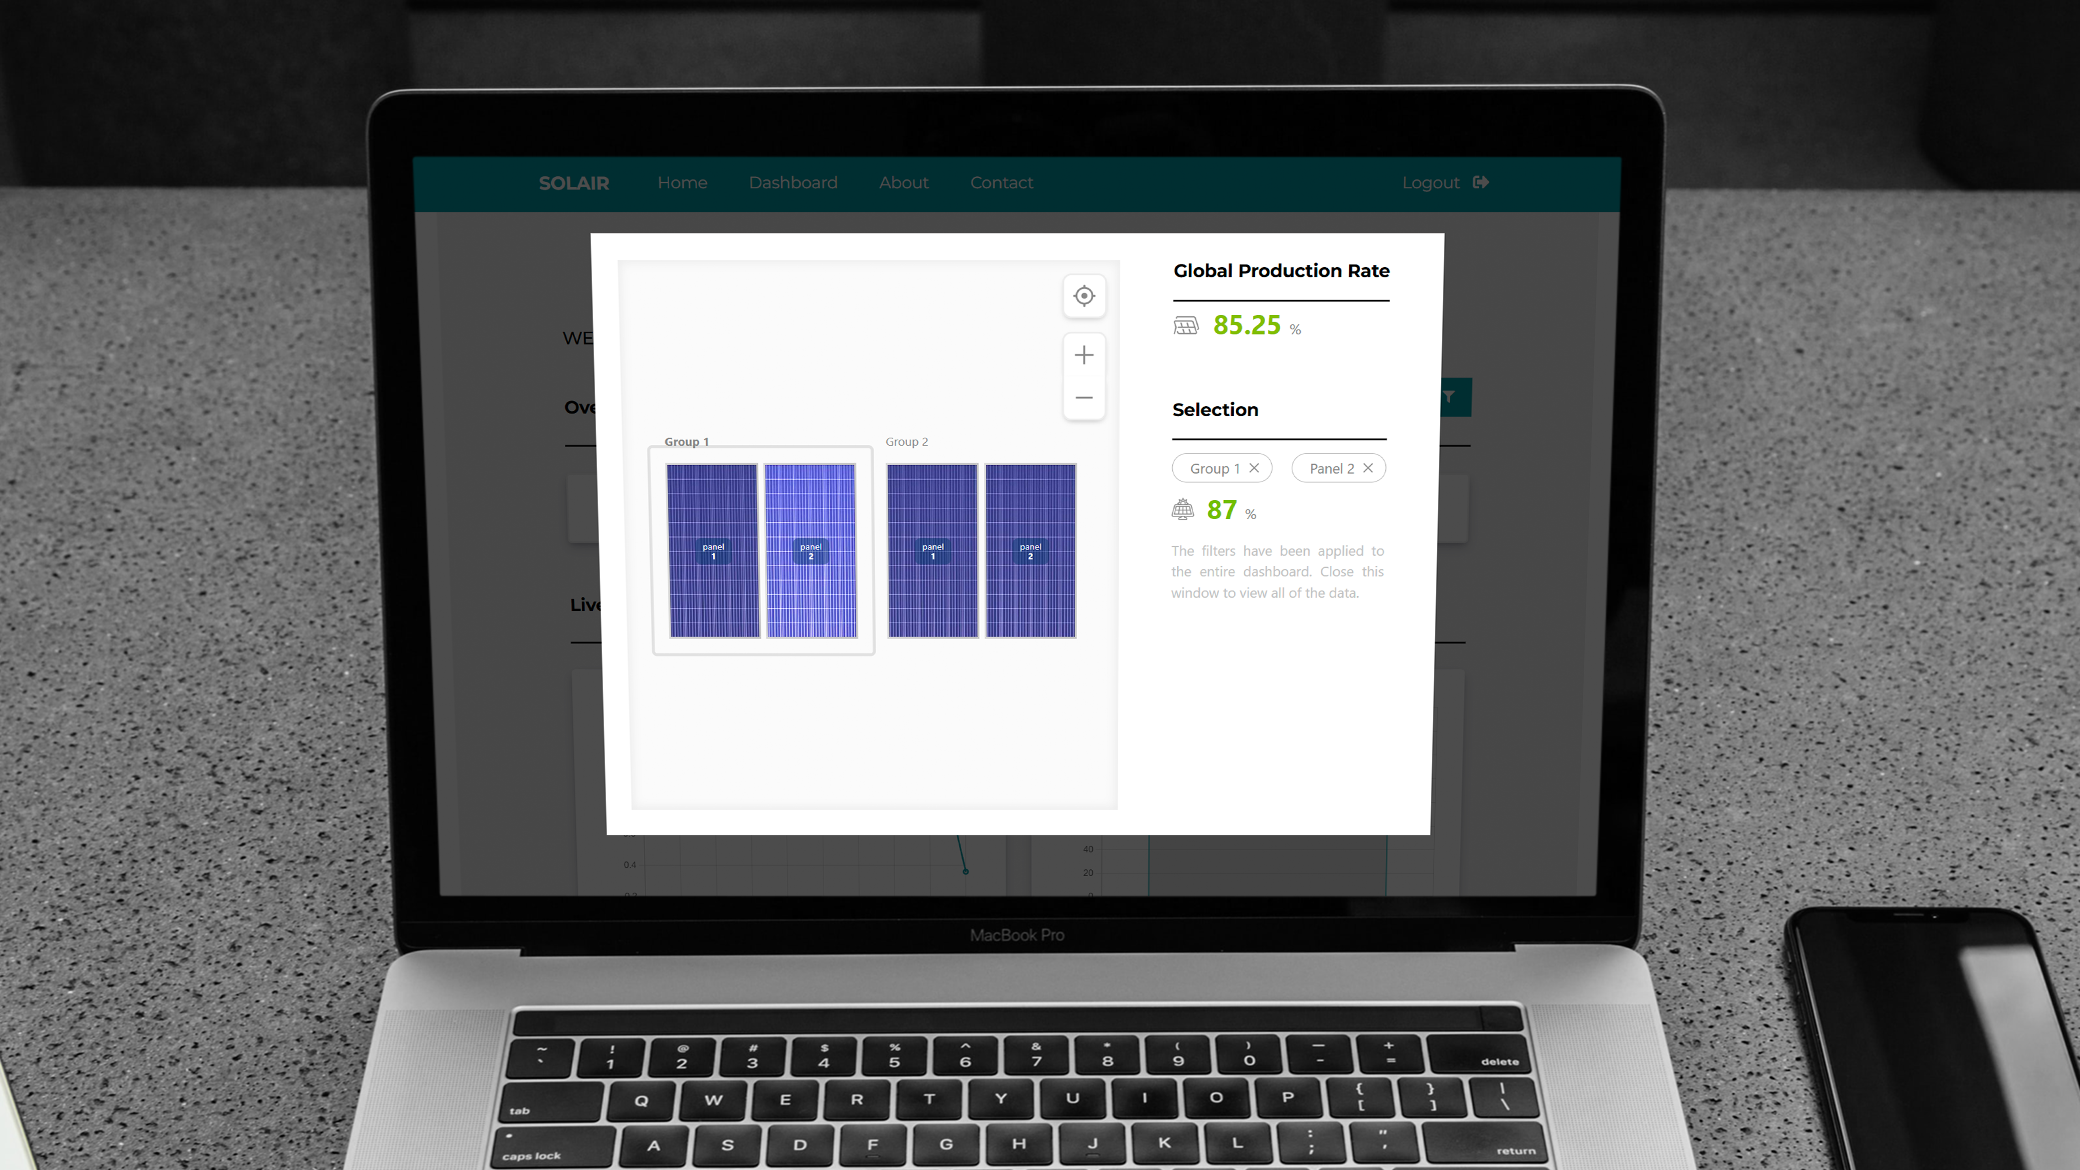 SOLAIR Home Dashboard About Contact Logout
WE
Ove
Live
Group 1 Group 2
panel
1
panel
2
panel
1
panel
2
Global Production Rate
85.25 %
Selection
Group 1 × Panel 2 ×
87 %
The filters have been applied to
the entire dashboard. Close this
window to view all of the data.
0.4
40
20
MacBook Pro
~ ! @ # $ % ^ & * ( ) — +
` 1 2 3 4 5 6 7 8 9 0 - = delete
tab Q W E R T Y U I O P { [ } ] | \
caps lock A S D F G H J K L : ; " ' return